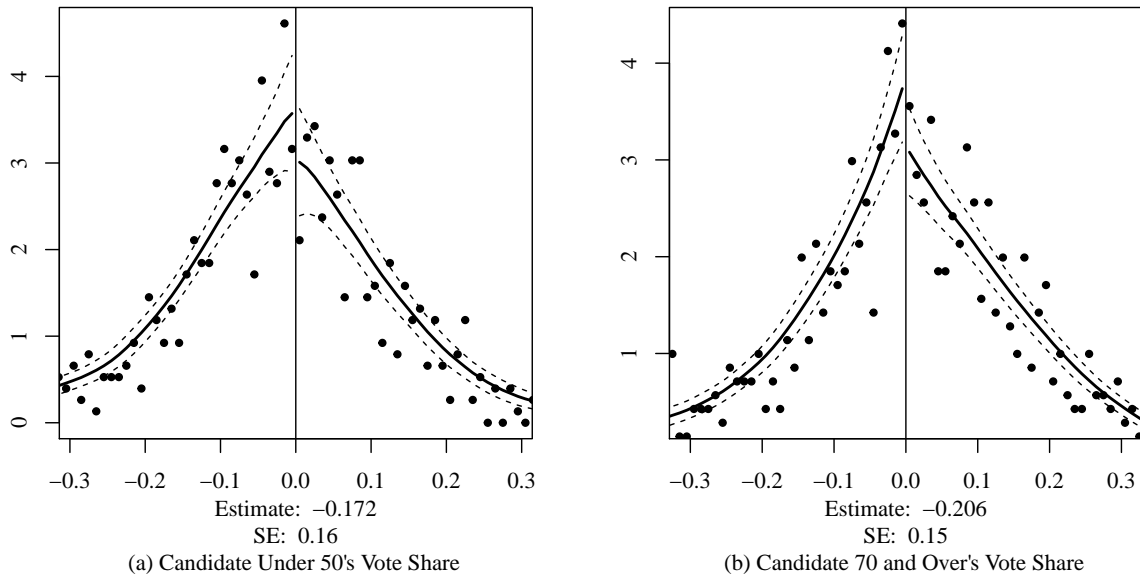 4
3
2
1
0
−0.3 −0.2 −0.1 0.0 0.1 0.2 0.3
Estimate: −0.172
SE: 0.16
(a) Candidate Under 50's Vote Share
4
3
2
1
−0.3 −0.2 −0.1 0.0 0.1 0.2 0.3
Estimate: −0.206
SE: 0.15
(b) Candidate 70 and Over's Vote Share